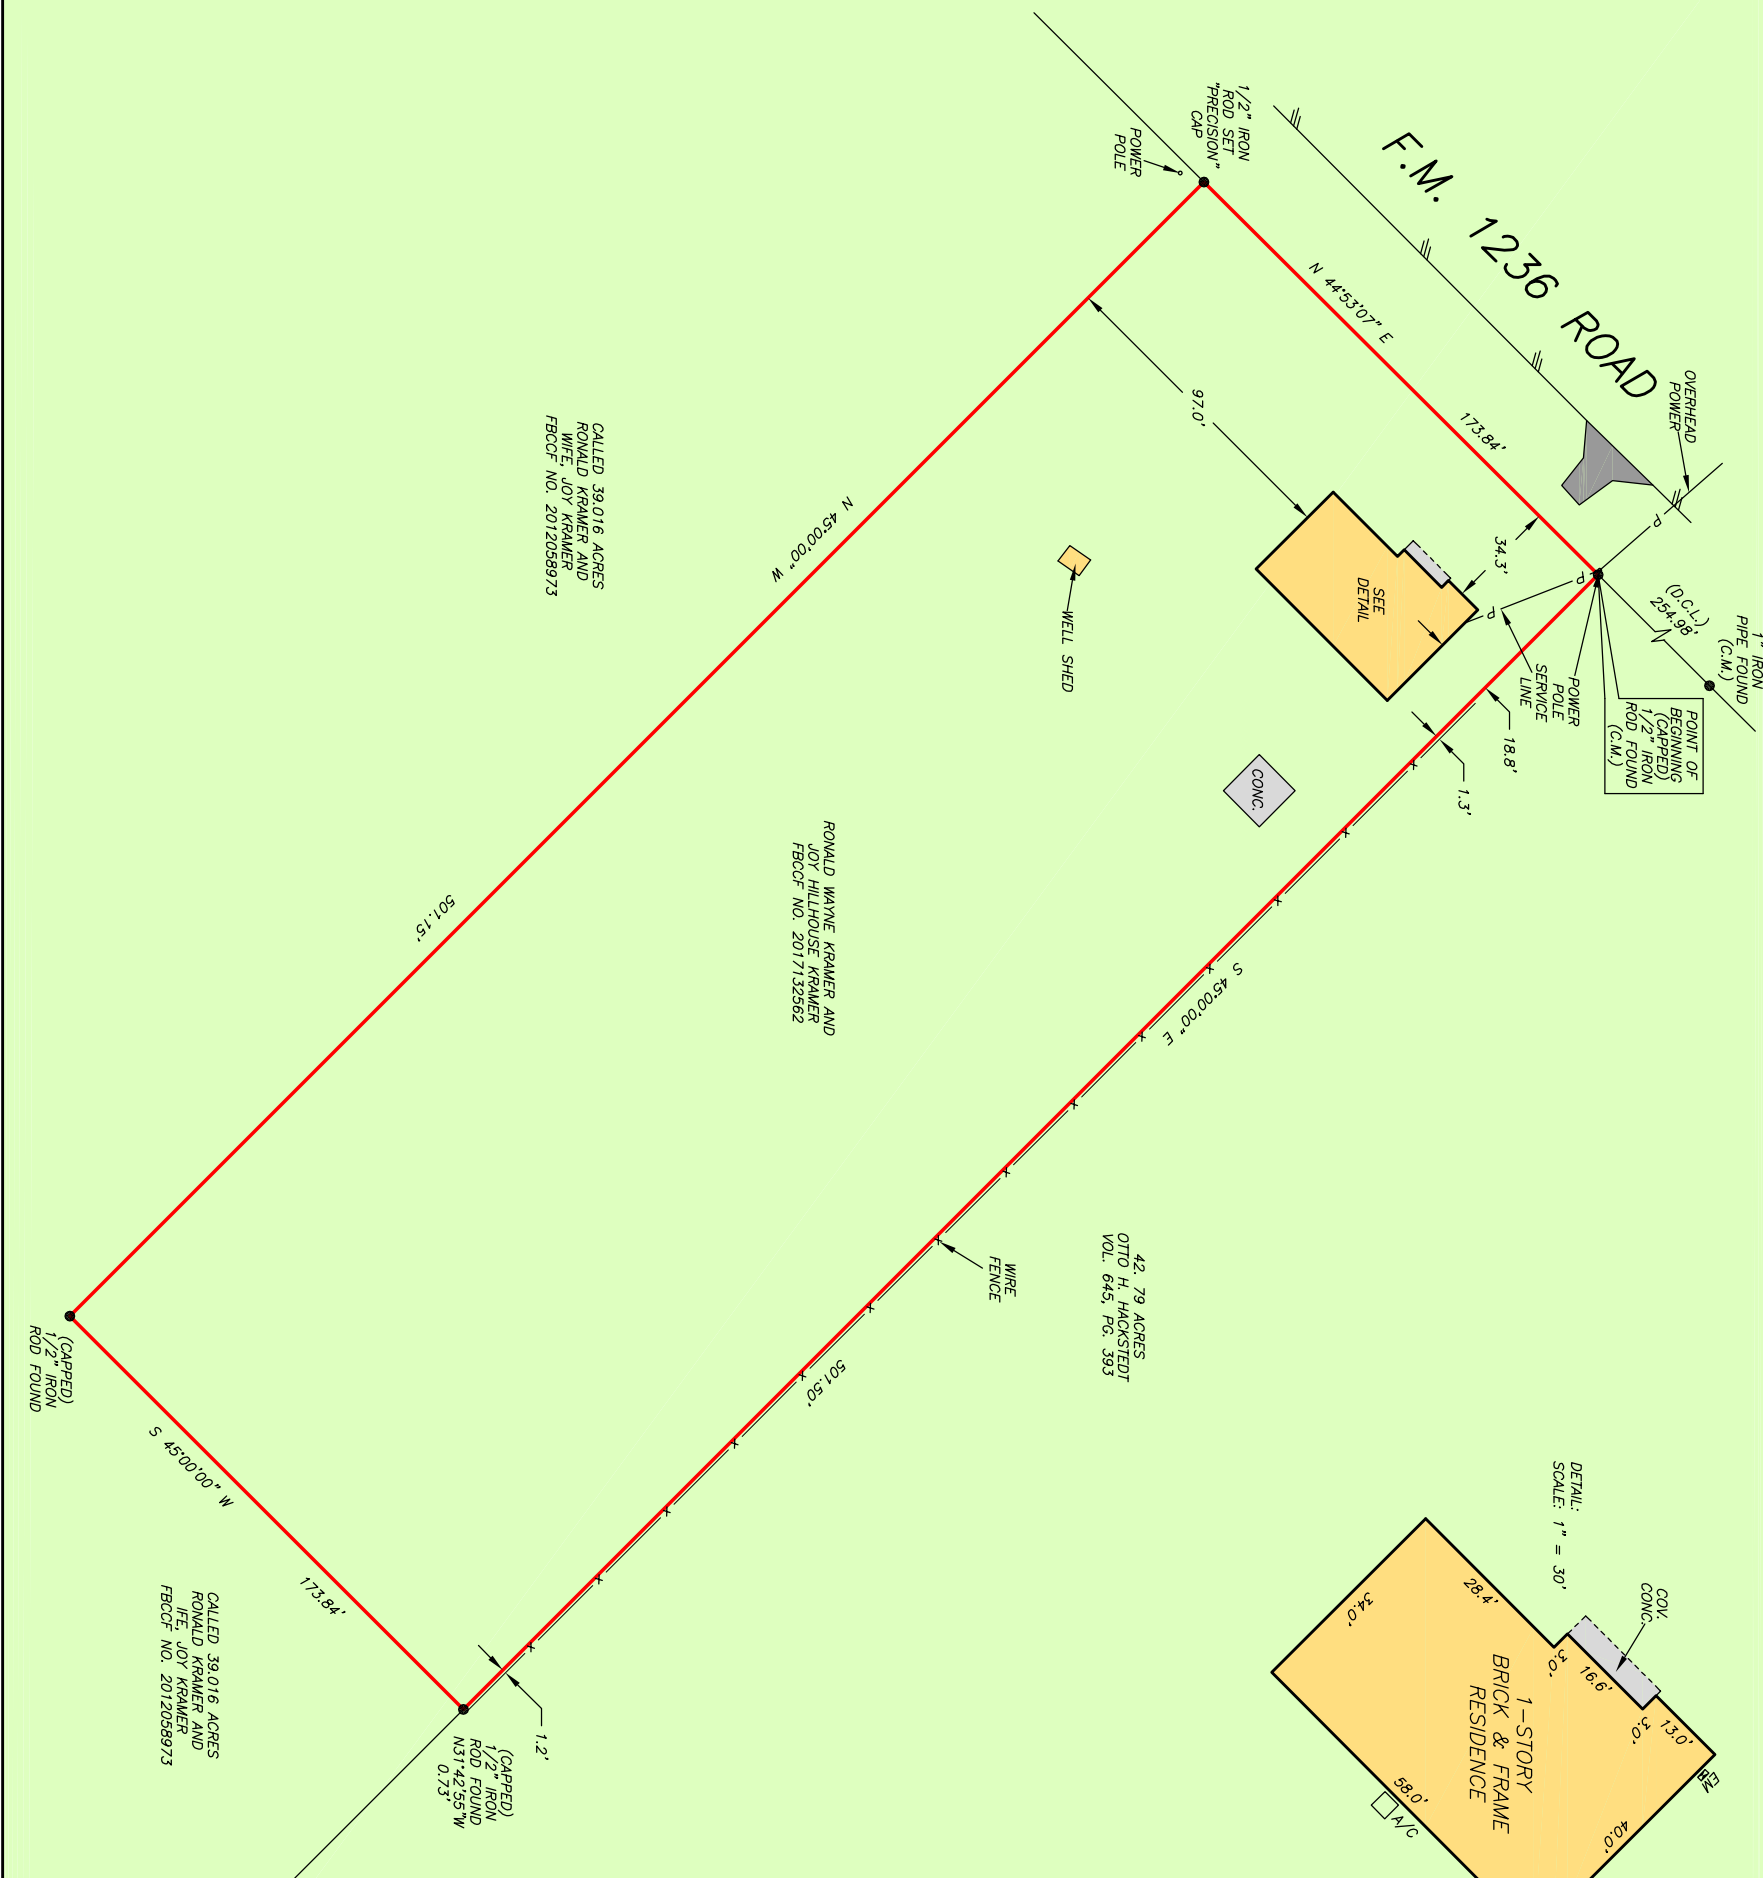 F.M. 1236 ROAD
OVERHEAD
POWER
1/2" IRON
ROD SET
"PRECISION"
CAP
POWER
POLE
N 44°53'07" E
173.84'
97.0'
34.3'
SEE
DETAIL
(D.C.L.)
254.98'
1" IRON
PIPE FOUND
(C.M.)
POINT OF
BEGINNING
(CAPPED)
1/2" IRON
ROD FOUND
(C.M.)
POWER
POLE
SERVICE
LINE
P
P
P
18.8'
1.3'
WELL SHED
CONC.
CALLED 39.016 ACRES
RONALD KRAMER AND
WIFE, JOY KRAMER
FBCCF NO. 2012058973
N 45°00'00" W
501.15'
RONALD WAYNE KRAMER AND
JOY HILLHOUSE KRAMER
FBCCF NO. 2017132562
S 45°00'00" E
501.50'
WIRE
FENCE
42. 79 ACRES
OTTO H. HACKSTEDT
VOL. 645, PG. 393
(CAPPED)
1/2" IRON
ROD FOUND
S 45°00'00" W
173.84'
CALLED 39.016 ACRES
RONALD KRAMER AND
IFE, JOY KRAMER
FBCCF NO. 2012058973
1.2'
(CAPPED)
1/2" IRON
ROD FOUND
N31°42'55"W
0.73'
DETAIL:
SCALE: 1" = 30'
COV.
CONC.
28.4'
3.0'
16.6'
3.0'
13.0'
34.0'
1-STORY
BRICK & FRAME
RESIDENCE
58.0'
40.0'
A/C